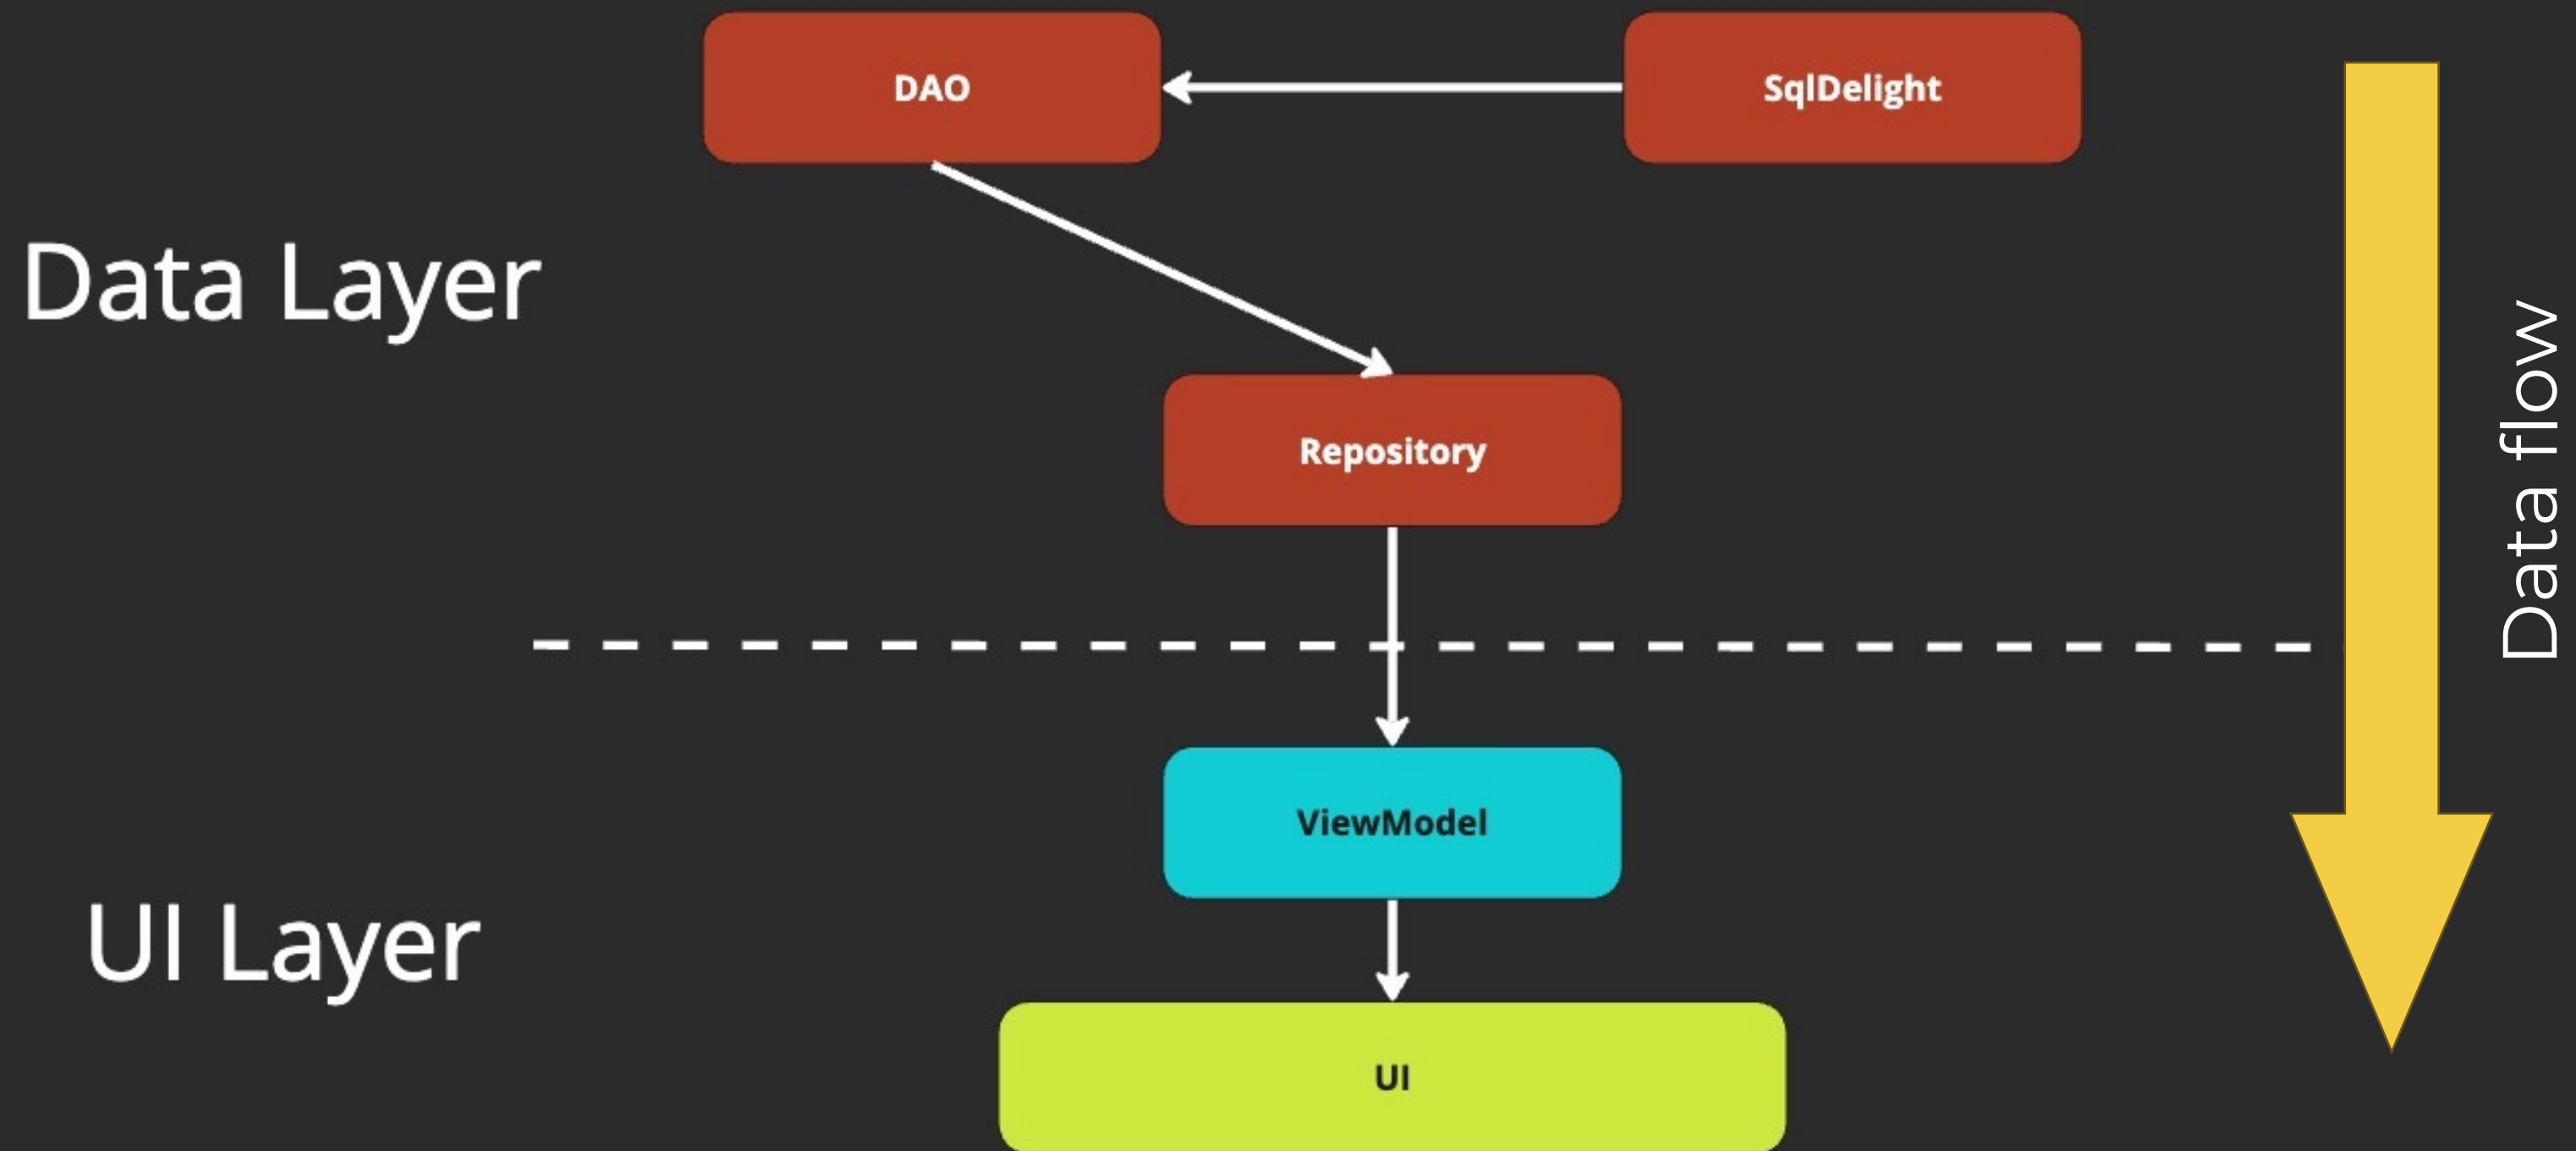 DAO
SqlDelight
Data Layer
Repository
Data flow
ViewModel
UI Layer
UI